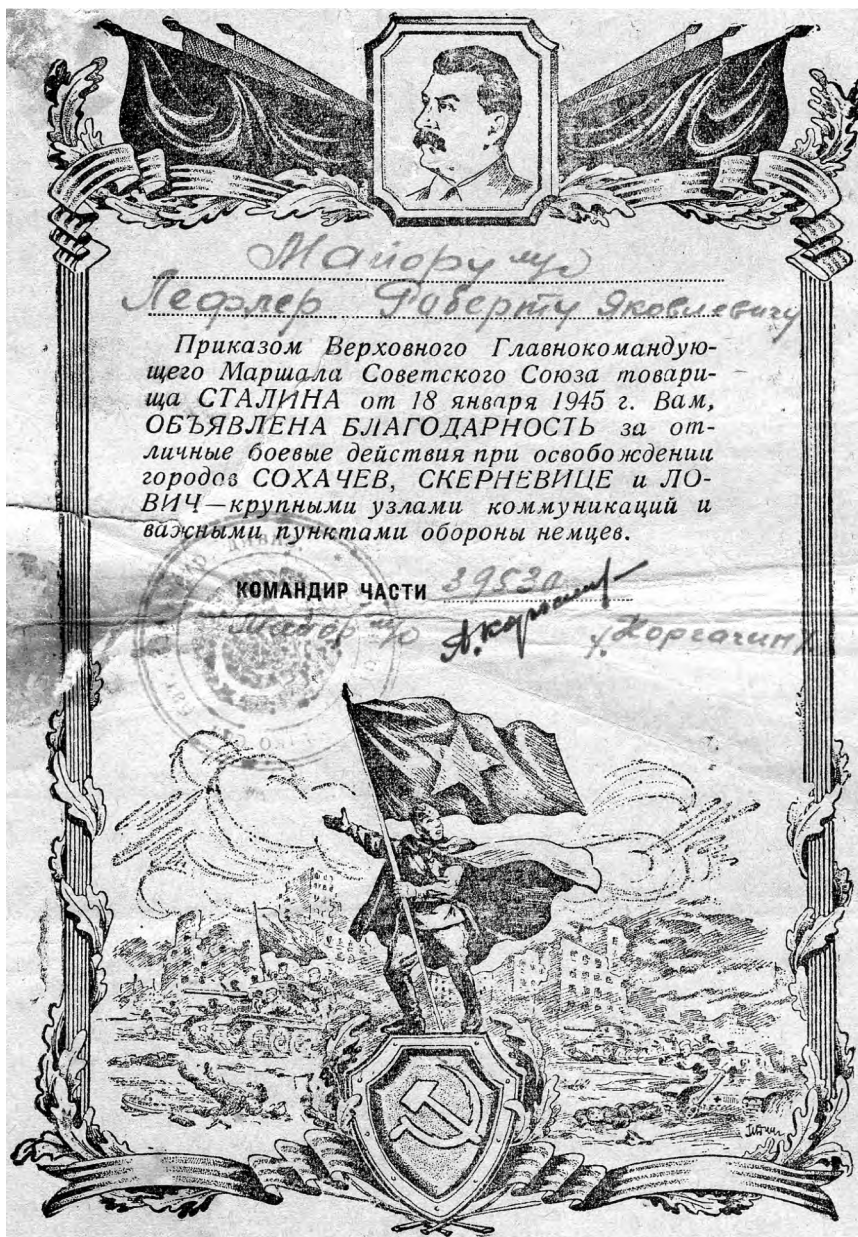 Майору м/с
Лефлер Роберту Яковлевичу
Приказом Верховного Главнокомандую-
щего Маршала Советского Союза товари-
ща СТАЛИНА от 18 января 1945 г. Вам,
ОБЪЯВЛЕНА БЛАГОДАРНОСТЬ за от-
личные боевые действия при освобождении
городов СОХАЧЕВ, СКЕРНЕВИЦЕ и ЛО-
ВИЧ—крупными узлами коммуникаций и
важными пунктами обороны немцев.
КОМАНДИР ЧАСТИ 39530
Майор м/с